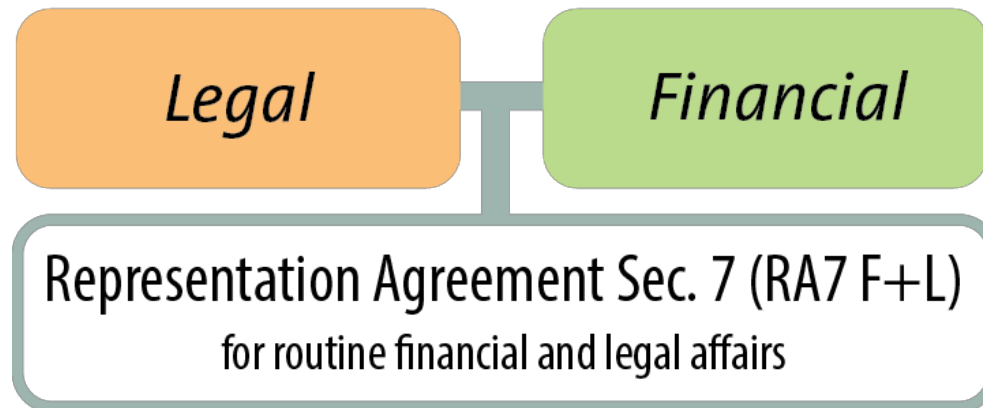 Legal
Financial
Representation Agreement Sec. 7 (RA7 F+L)
for routine financial and legal affairs